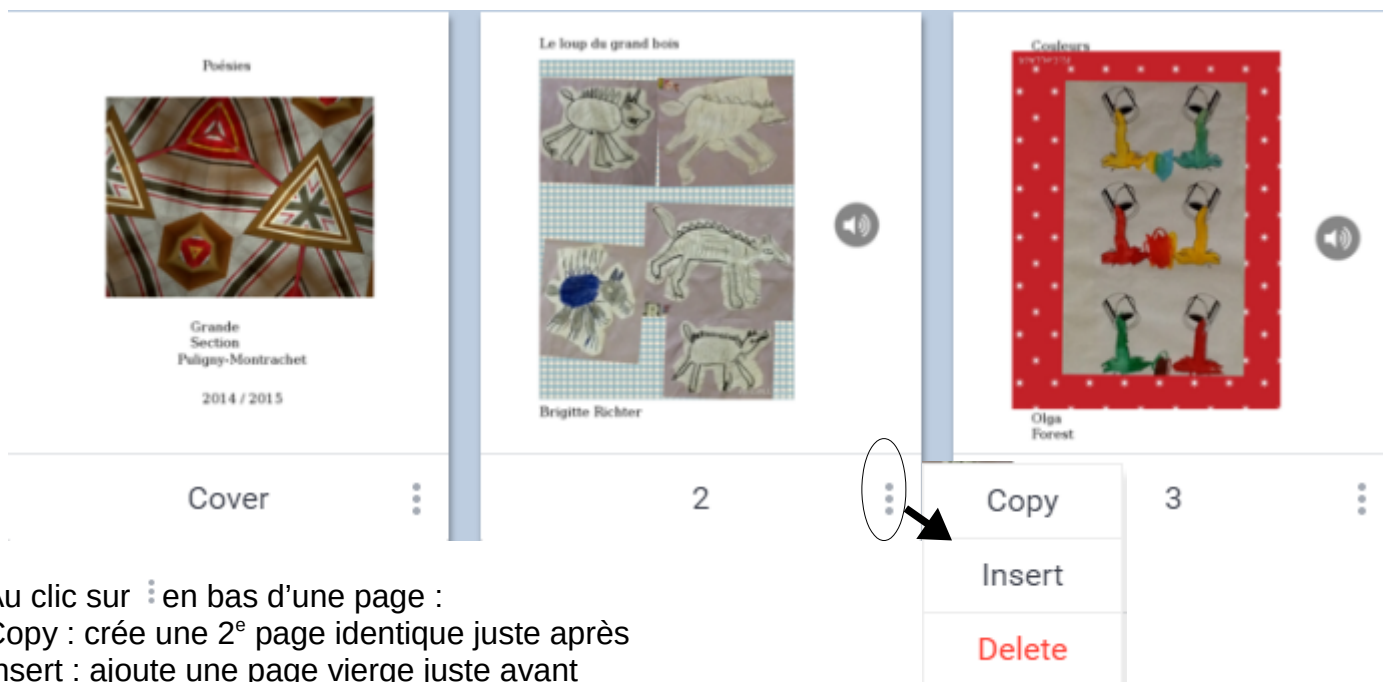 Poésies
Grande
Section
Puligny-Montrachet
2014 / 2015
Cover
Le loup du grand bois
Brigitte Richter
2
Couleurs
Olga
Forest
3
Copy
Insert
Delete
Au clic sur ⋮ en bas d’une page :
Copy : crée une 2e page identique juste après
Insert : ajoute une page vierge juste avant